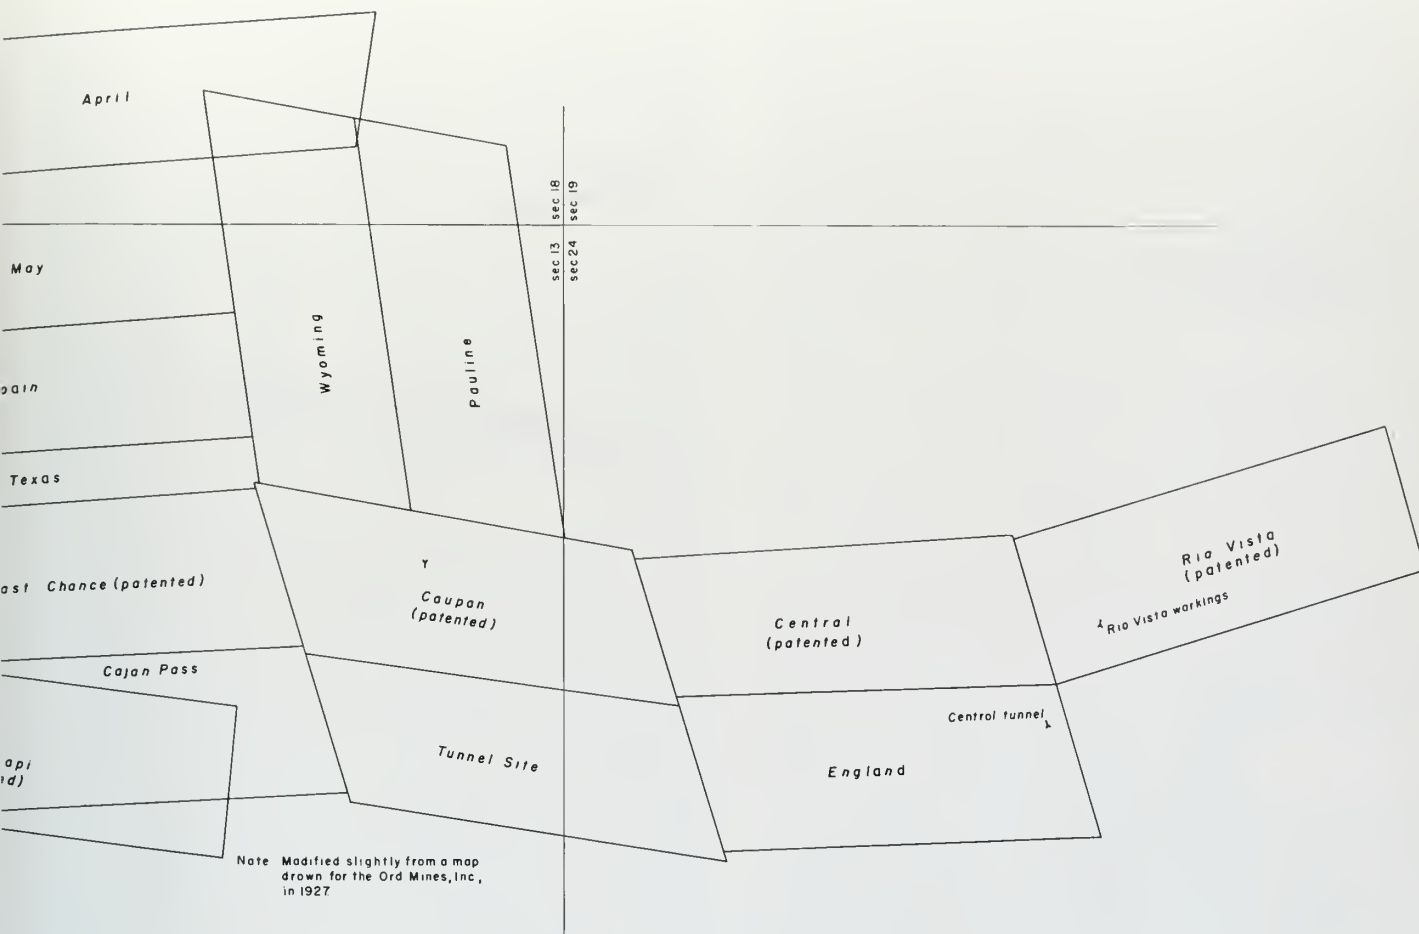 April
sec 18
sec 19
sec 13
sec 24
May
Wyoming
Pauline
Texas
Chance (patented)
Caupan
(patented)
Y
Central
(patented)
Rio Vista
(patented)
Rio Vista workings
Cajan Pass
Central tunnel
Tunnel Site
England
Note Modified slightly from a map
drown for the Ord Mines, Inc,
in 1927.